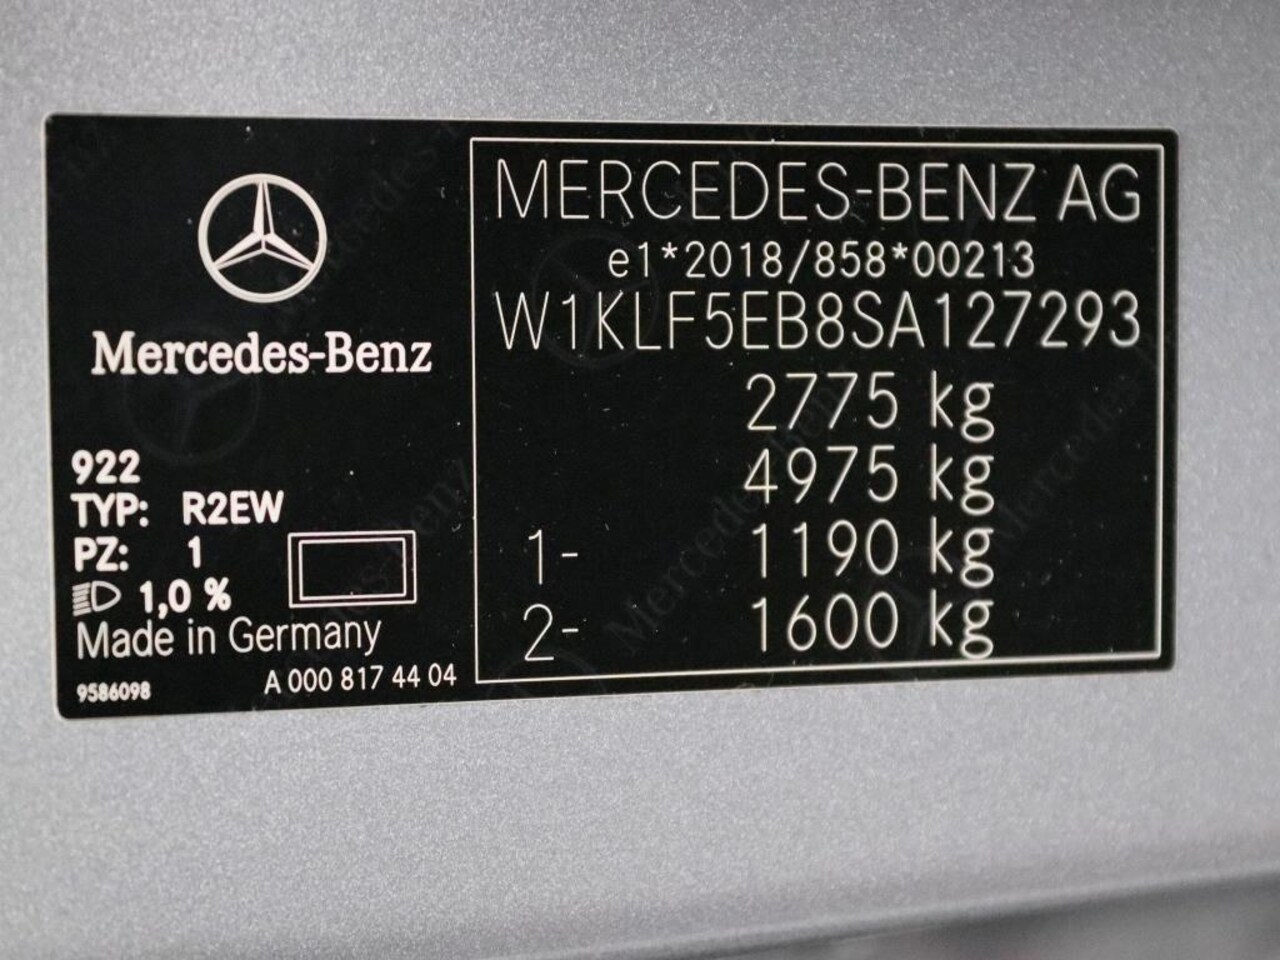 Mercedes-Benz
922
TYP: R2EW
PZ: 1
1,0 %
Made in Germany
9586098
A 000 817 44 04
MERCEDES-BENZ AG
e1*2018/858*00213
W1KLF5EB8SA127293
2775 kg
4975 kg
1- 1190 kg
2- 1600 kg